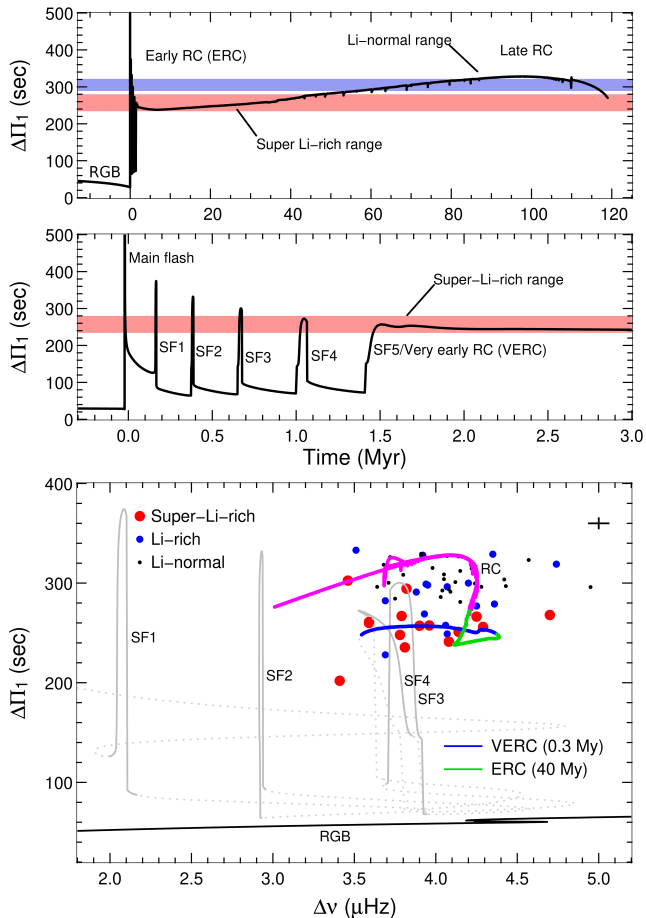 500
400
300
200
100
0
ΔΠ1 (sec)
Early RC (ERC)
Li−normal range
Late RC
Super Li−rich range
RGB
0 20 40 60 80 100 120
500
400
300
200
100
0
ΔΠ1 (sec)
Main flash
Super−Li−rich range
SF1
SF2
SF3
SF4
SF5/Very early RC (VERC)
0.0 0.5 1.0 1.5 2.0 2.5 3.0
Time (Myr)
400
300
200
100
ΔΠ1 (sec)
Super−Li−rich
Li−rich
Li−normal
RC
SF1
SF2
SF4
SF3
VERC (0.3 My)
ERC (40 My)
RGB
2.0 2.5 3.0 3.5 4.0 4.5 5.0
Δν (μHz)